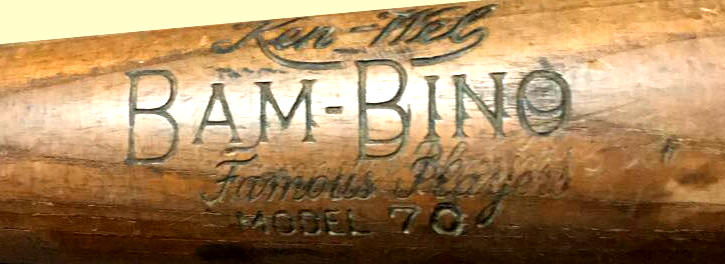 Ken-Wel
BAM-BINO
Famous Players
MODEL 70